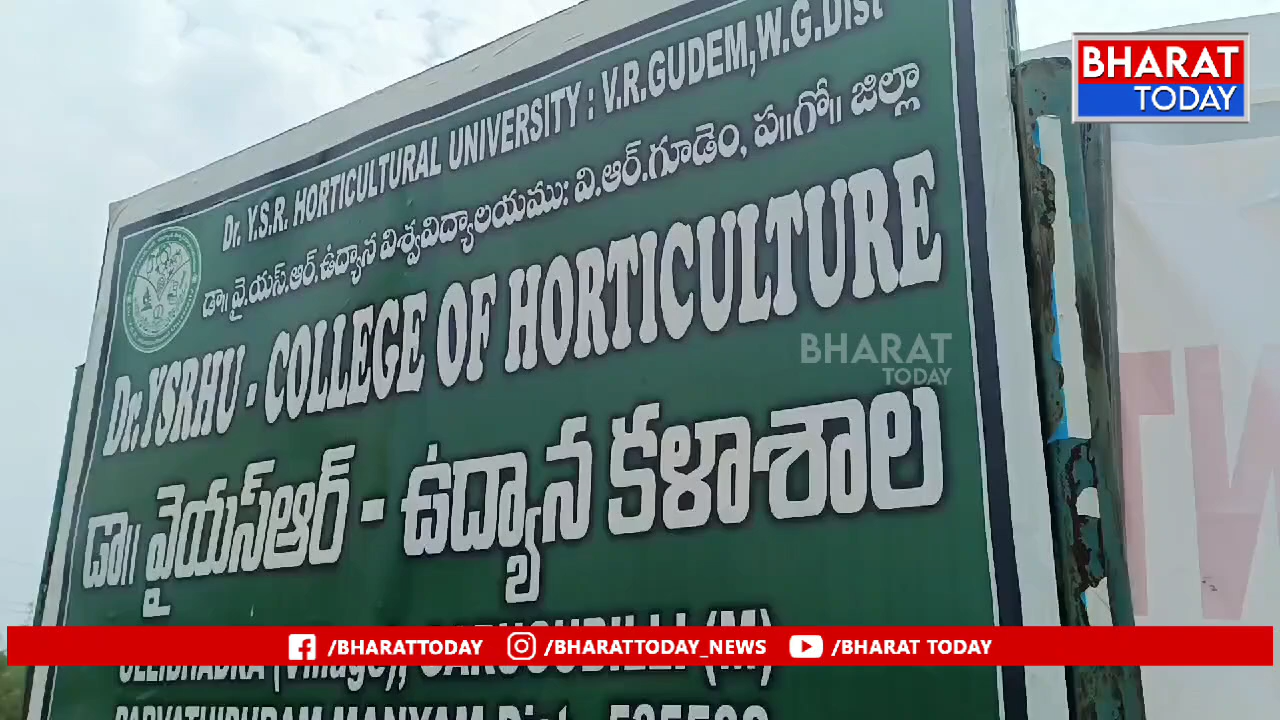 Dr. Y.S.R. HORTICULTURAL UNIVERSITY : V.R.GUDEM,W.G.Dist
డా॥ వై.యస్.ఆర్.ఉద్యాన విశ్వవిద్యాలయము: వి.ఆర్.గూడెం, ప॥గో॥ జిల్లా
Dr.YSRHU - COLLEGE OF HORTICULTURE
డా॥ వైయస్ఆర్ - ఉద్యాన కళాశాల
(Village),
(M)
BHARAT
TODAY
BHARAT
TODAY
/BHARATTODAY /BHARATTODAY_NEWS /BHARAT TODAY